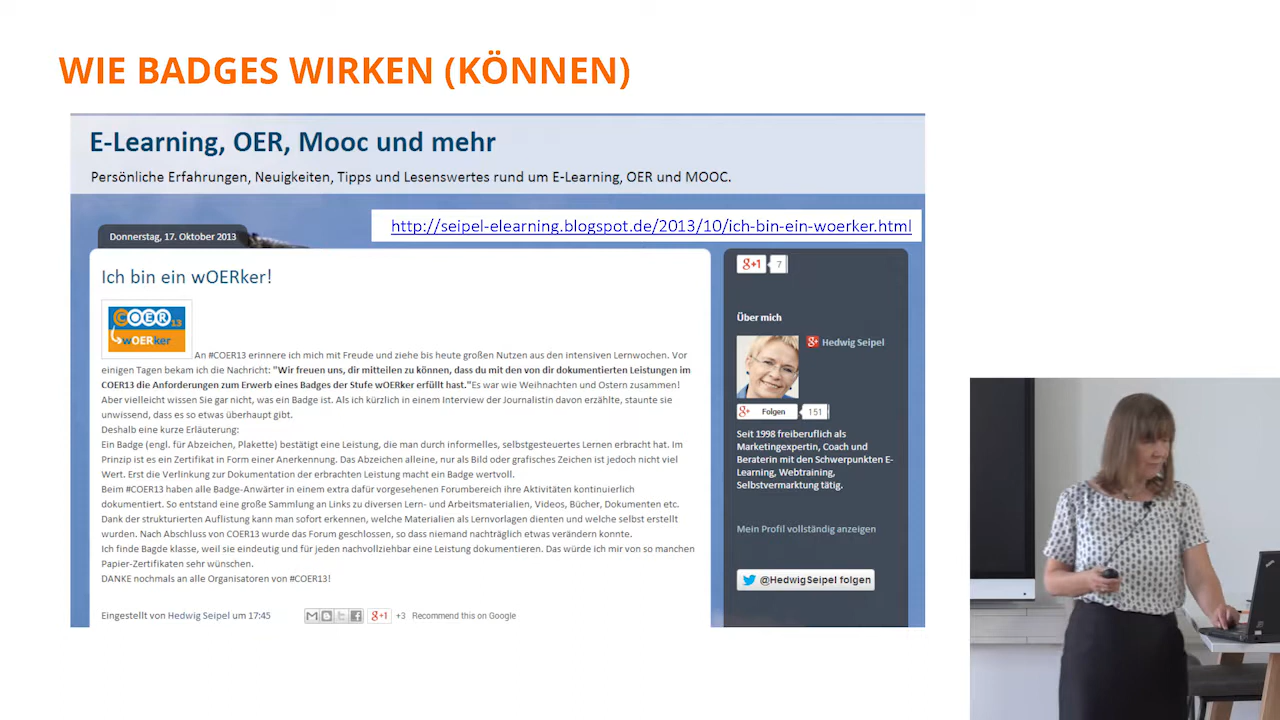 WIE BADGES WIRKEN (KÖNNEN)
E-Learning, OER, Mooc und mehr
Persönliche Erfahrungen, Neuigkeiten, Tipps und Lesenswertes rund um E-Learning, OER und MOOC.
http://seipel-elearning.blogspot.de/2013/10/ich-bin-ein-woerker.html
Donnerstag, 17. Oktober 2013
Ich bin ein wOERker!
COER 13
wOERker
An #COER13 erinnere ich mich mit Freude und ziehe bis heute großen Nutzen aus den intensiven Lernwochen. Vor
einigen Tagen bekam ich die Nachricht: "Wir freuen uns, dir mitteilen zu können, dass du mit den von dir dokumentierten Leistungen im
COER13 die Anforderungen zum Erwerb eines Badges der Stufe wOERker erfüllt hast."Es war wie Weihnachten und Ostern zusammen!
Aber vielleicht wissen Sie gar nicht, was ein Badge ist. Als ich kürzlich in einem Interview der Journalistin davon erzählte, staunte sie
unwissend, dass es so etwas überhaupt gibt.
Deshalb eine kurze Erläuterung:
Ein Badge (engl. für Abzeichen, Plakette) bestätigt eine Leistung, die man durch informelles, selbstgesteuertes Lernen erbracht hat. Im
Prinzip ist es ein Zertifikat in Form einer Anerkennung. Das Abzeichen alleine, nur als Bild oder grafisches Zeichen ist jedoch nicht viel
Wert. Erst die Verlinkung zur Dokumentation der erbrachten Leistung macht ein Badge wertvoll.
Beim #COER13 haben alle Badge-Anwärter in einem extra dafür vorgesehenen Forumbereich ihre Aktivitäten kontinuierlich
dokumentiert. So entstand eine große Sammlung an Links zu diversen Lern- und Arbeitsmaterialien, Videos, Bücher, Dokumenten etc.
Dank der strukturierten Auflistung kann man sofort erkennen, welche Materialien als Lernvorlagen dienten und welche selbst erstellt
wurden. Nach Abschluss von COER13 wurde das Forum geschlossen, so dass niemand nachträglich etwas verändern konnte.
Ich finde Bagde klasse, weil sie eindeutig und für jeden nachvollziehbar eine Leistung dokumentieren. Das würde ich mir von so manchen
Papier-Zertifikaten sehr wünschen.
DANKE nochmals an alle Organisatoren von #COER13!
Eingestellt von Hedwig Seipel um 17:45
g+1 +3 Recommend this on Google
g+1 7
Über mich
Hedwig Seipel
Folgen 151
Seit 1998 freiberuflich als
Marketingexpertin, Coach und
Beraterin mit den Schwerpunkten E-
Learning, Webtraining,
Selbstvermarktung tätig.
Mein Profil vollständig anzeigen
@HedwigSeipel folgen